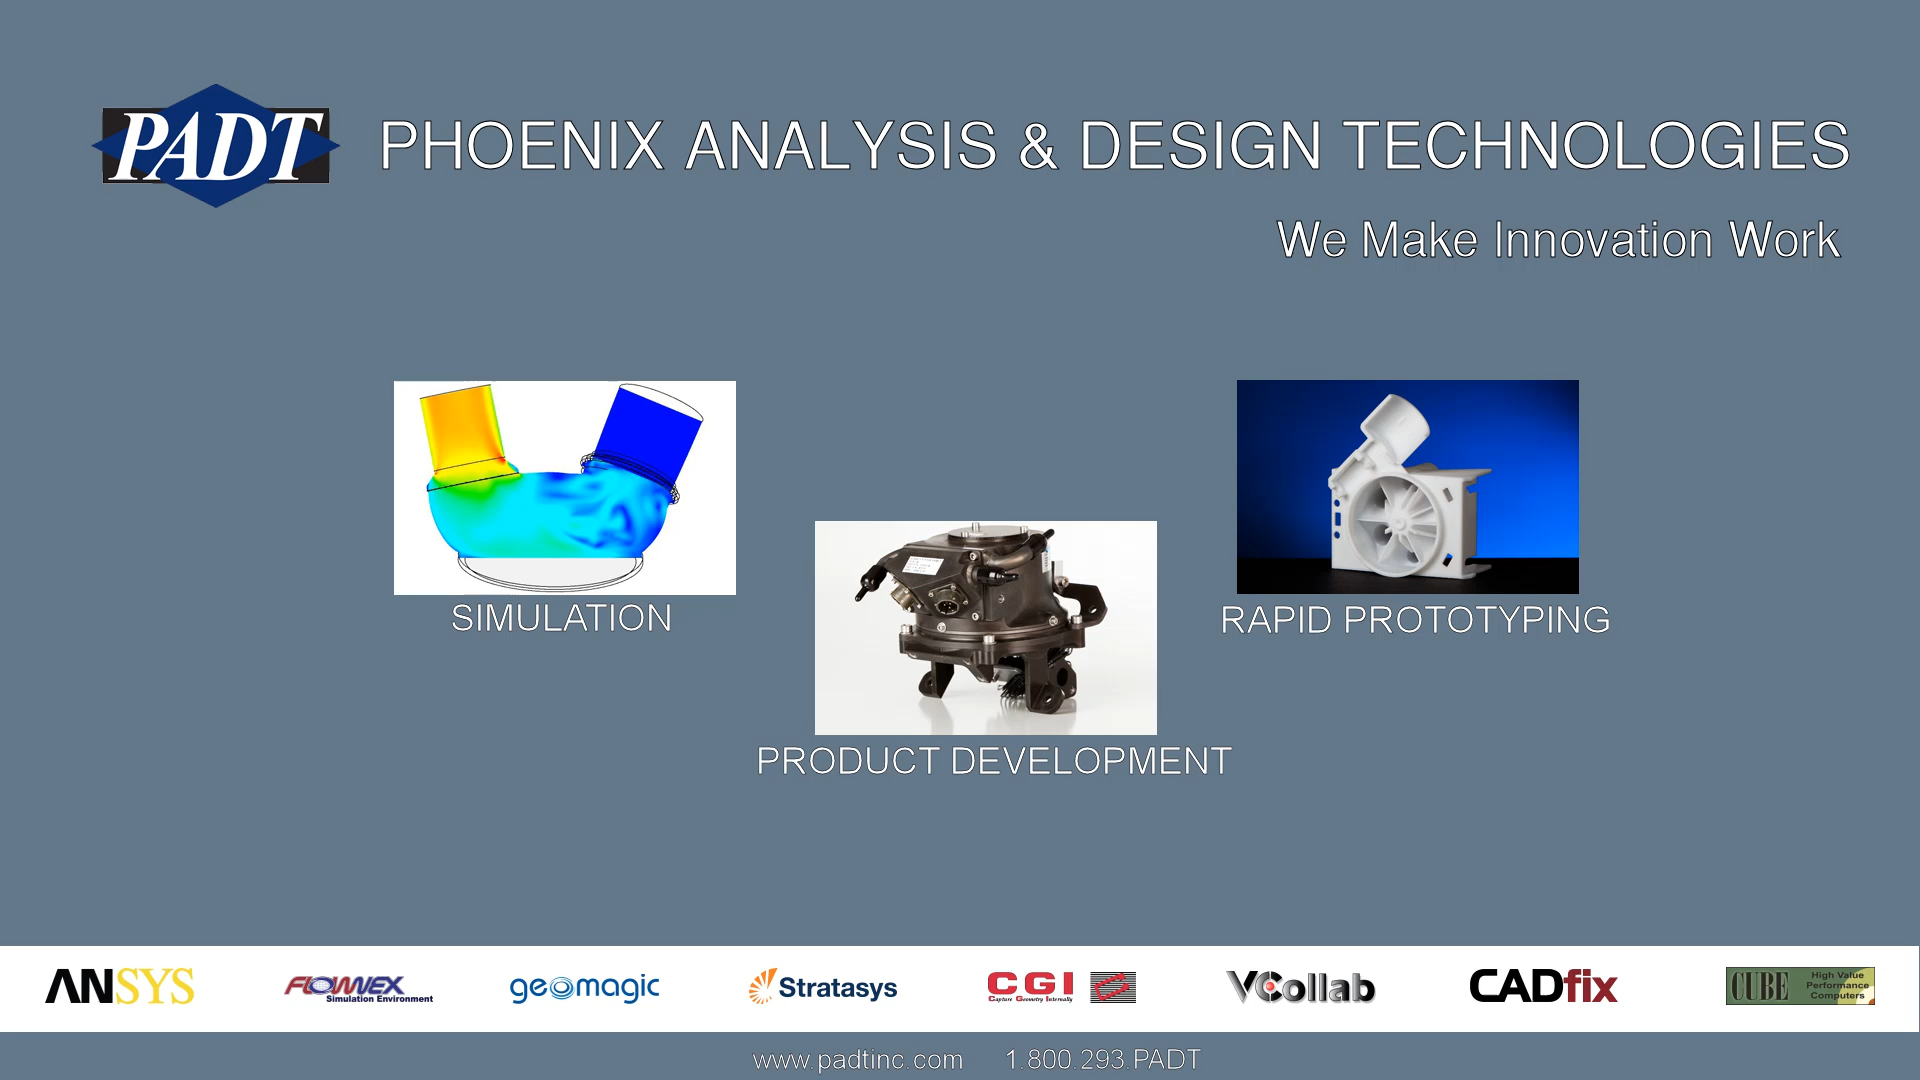 PADT
PHOENIX ANALYSIS & DESIGN TECHNOLOGIES
We Make Innovation Work
SIMULATION
PRODUCT DEVELOPMENT
RAPID PROTOTYPING
ANSYS
FLOWNEX
Simulation Environment
geomagic
Stratasys
CGI
Capture Geometry Internally
VCollab
CADfix
CUBE
High Value
Performance
Computers
www.padtinc.com 1.800.293.PADT